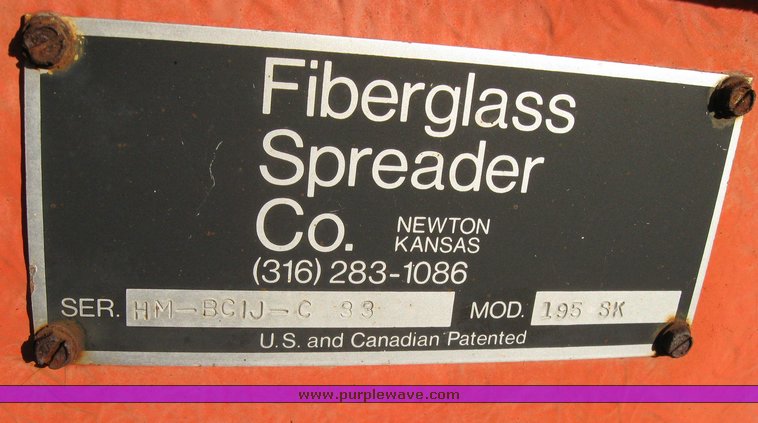 Fiberglass
Spreader
Co. NEWTON KANSAS
(316) 283-1086
SER. HM-BCIJ-C 33 MOD. 195 SK
U.S. and Canadian Patented
www.purplewave.com